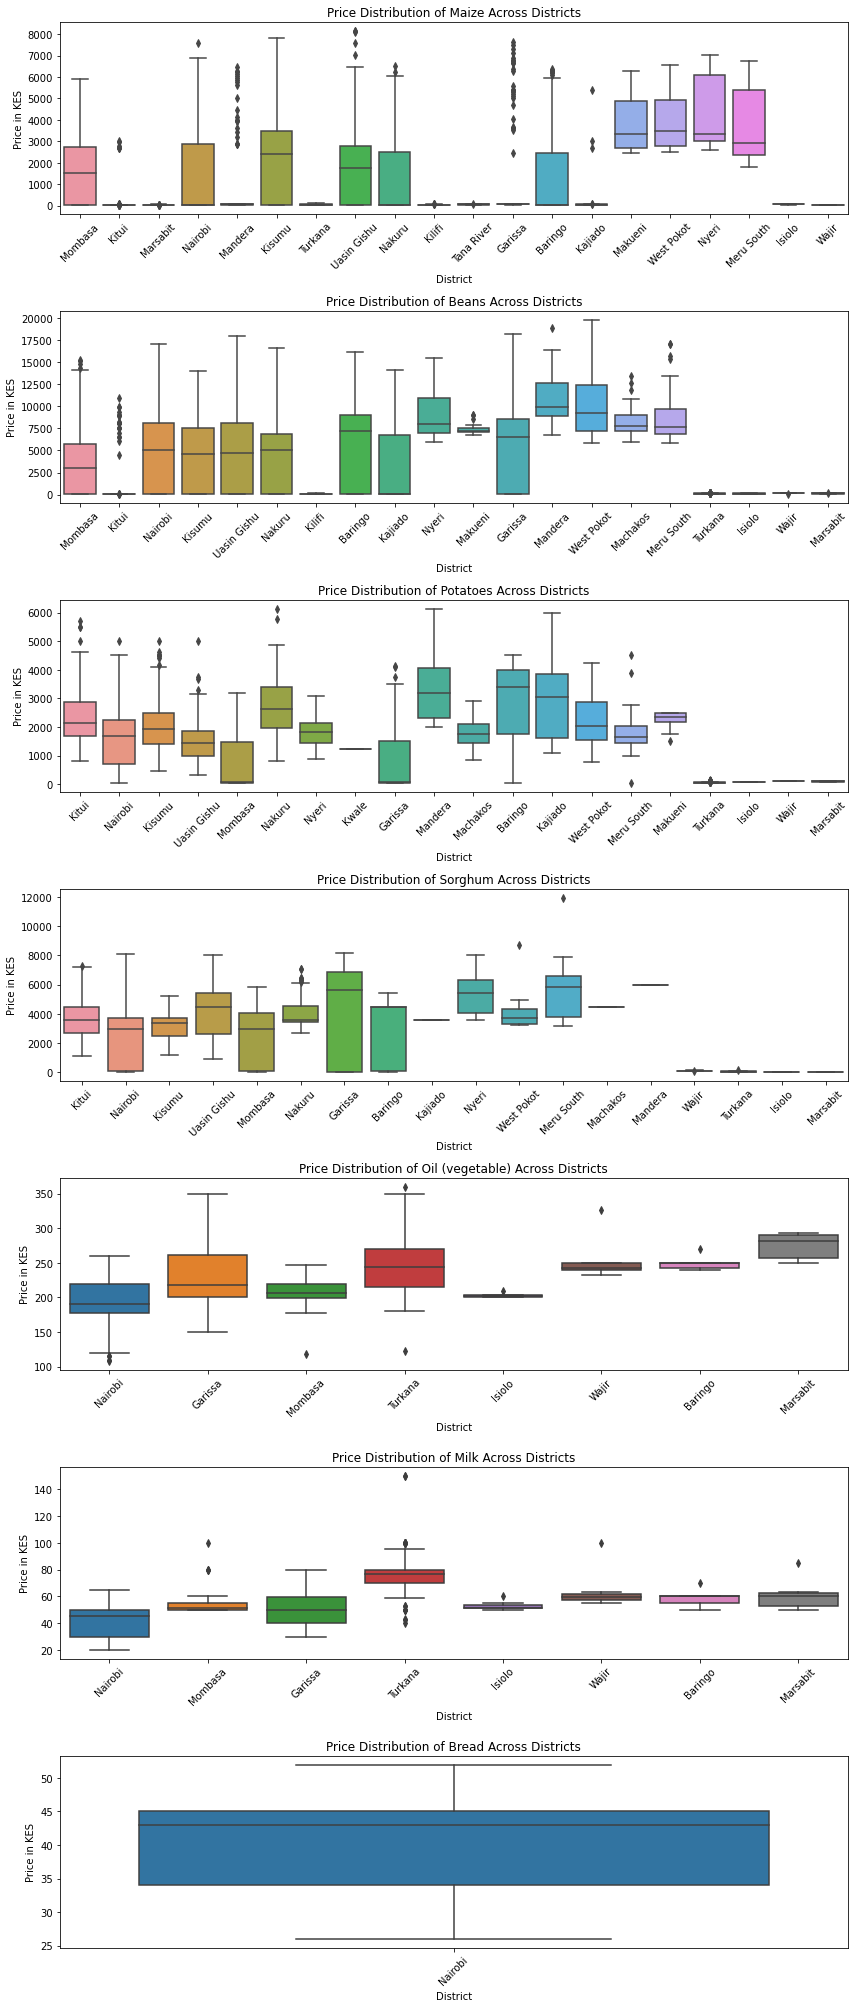 Price Distribution of Maize Across Districts
Price in KES
8000
7000
6000
5000
4000
3000
2000
1000
0
Mombasa Kitui Marsabit Nairobi Mandera Kisumu Turkana Uasin Gishu Nakuru Kilifi Tana River Garissa Baringo Kajiado Makueni West Pokot Nyeri Meru South Isiolo Wajir
District
Price Distribution of Beans Across Districts
Price in KES
20000
17500
15000
12500
10000
7500
5000
2500
0
Mombasa Kitui Nairobi Kisumu Uasin Gishu Nakuru Kilifi Baringo Kajiado Nyeri Makueni Garissa Mandera West Pokot Machakos Meru South Turkana Isiolo Wajir Marsabit
District
Price Distribution of Potatoes Across Districts
Price in KES
6000
5000
4000
3000
2000
1000
0
Kitui Nairobi Kisumu Uasin Gishu Mombasa Nakuru Nyeri Kwale Garissa Mandera Machakos Baringo Kajiado West Pokot Meru South Makueni Turkana Isiolo Wajir Marsabit
District
Price Distribution of Sorghum Across Districts
Price in KES
12000
10000
8000
6000
4000
2000
0
Kitui Nairobi Kisumu Uasin Gishu Mombasa Nakuru Garissa Baringo Kajiado Nyeri West Pokot Meru South Machakos Mandera Wajir Turkana Isiolo Marsabit
District
Price Distribution of Oil (vegetable) Across Districts
Price in KES
350
300
250
200
150
100
Nairobi Garissa Mombasa Turkana Isiolo Wajir Baringo Marsabit
District
Price Distribution of Milk Across Districts
Price in KES
140
120
100
80
60
40
20
Nairobi Mombasa Garissa Turkana Isiolo Wajir Baringo Marsabit
District
Price Distribution of Bread Across Districts
Price in KES
50
45
40
35
30
25
Nairobi
District